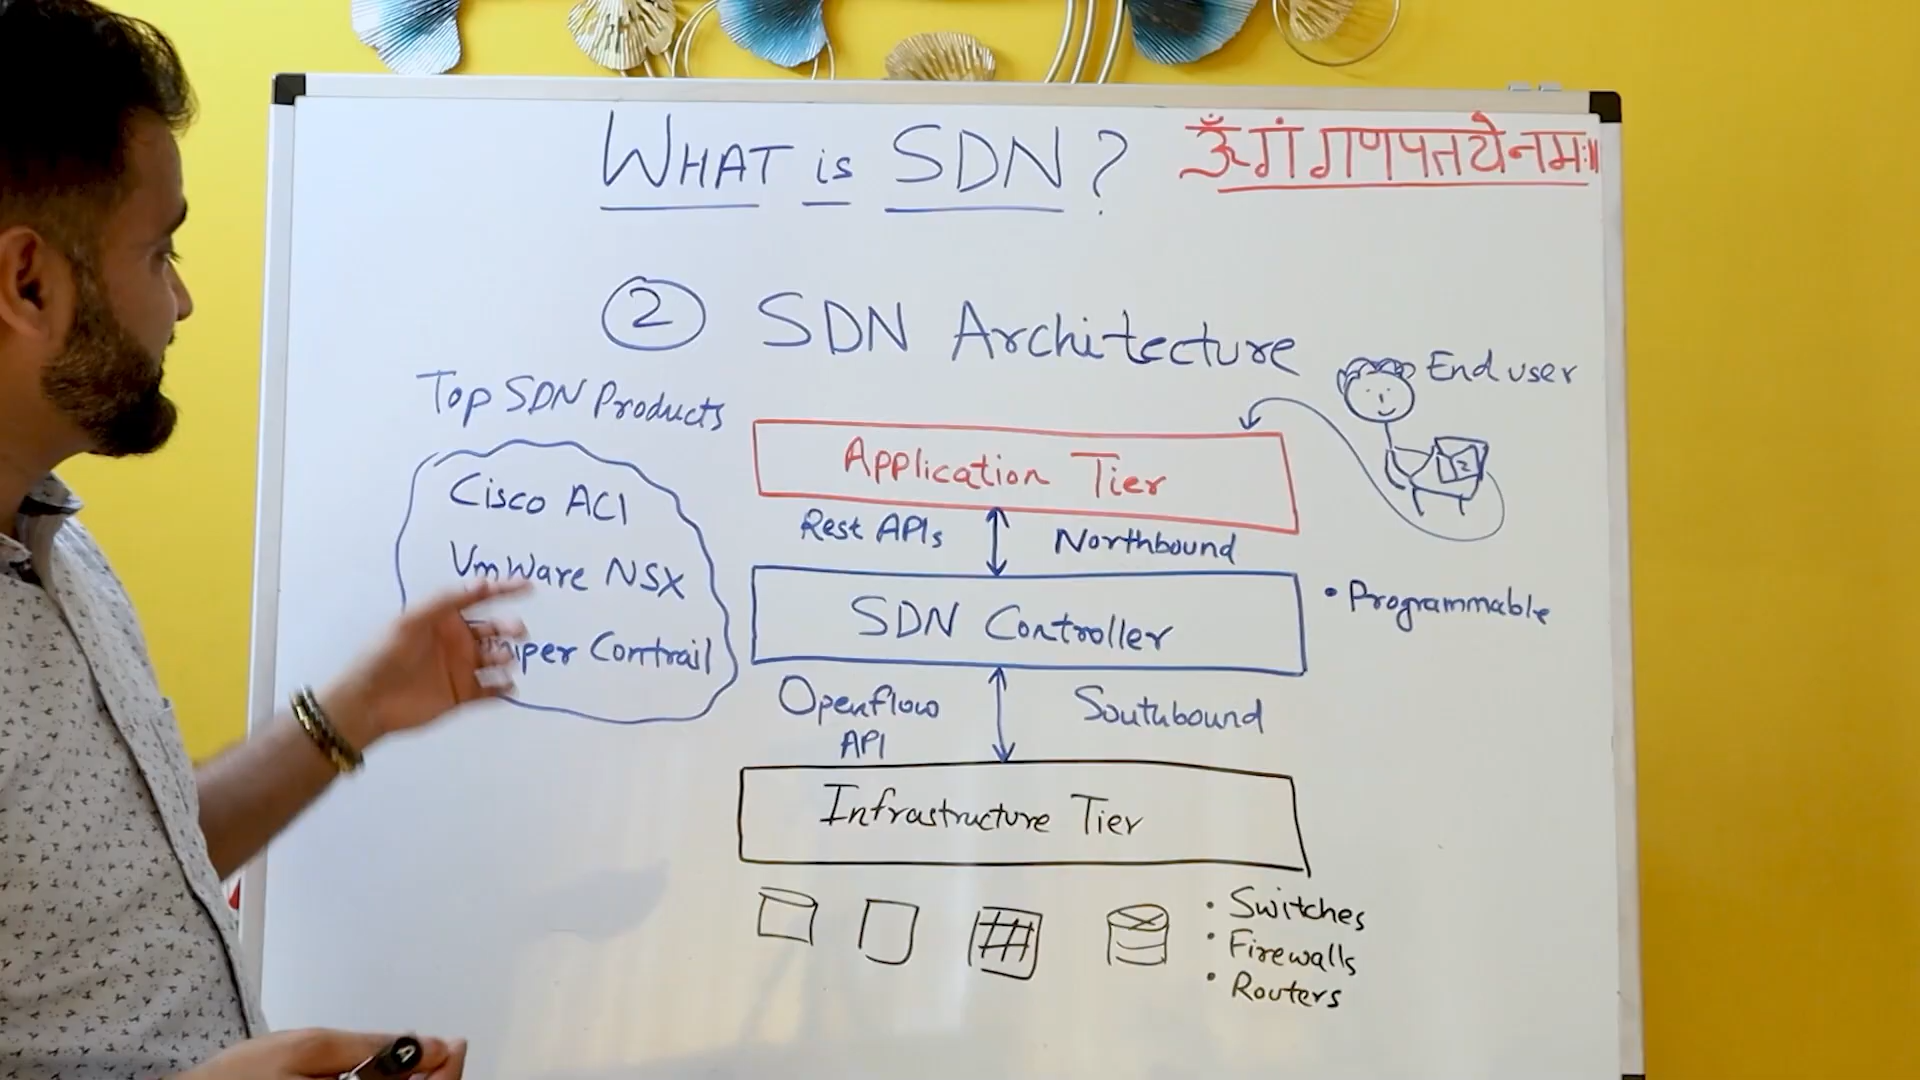 WHAT is SDN?
ॐ गं गणपतये नमः॥
2 SDN Architecture
End user
Top SDN Products
Cisco ACI
VmWare NSX
Contrail
Application Tier
Rest APIs
Northbound
SDN Controller
• Programmable
Openflow
API
Southbound
Infrastructure Tier
• Switches
• Firewalls
• Routers